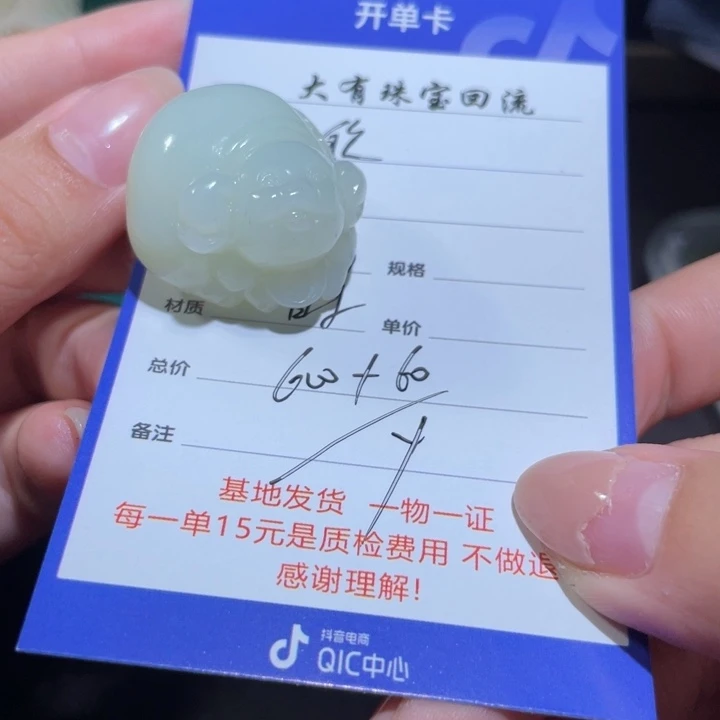 开单卡
大有珠宝回流
规格
材质
单价
总价 600+60
备注
基地发货 一物一证
每一单15元是质检费用 不做退
感谢理解!
抖音电商
QIC中心